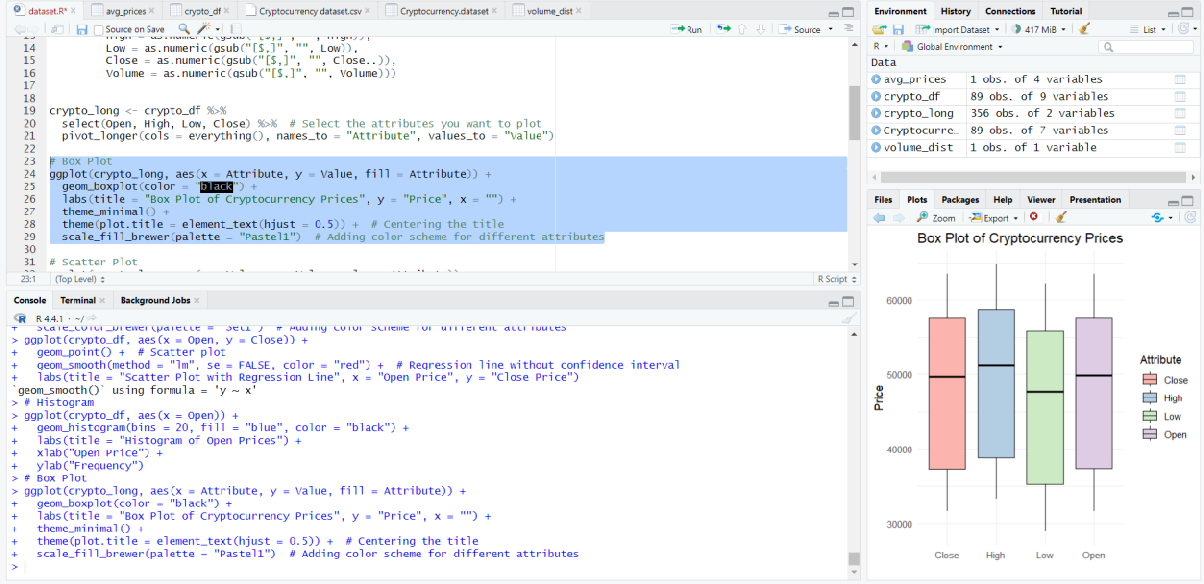 dataset.R* avg_prices crypto_df Cryptocurrency dataset.csv Cryptocurrency.dataset volume_dist
Source on Save Run Source
14 Low = as.numeric(gsub("[$,]", "", Low)),
15 Close = as.numeric(gsub("[$,]", "", Close..)),
16 Volume = as.numeric(gsub("[$,]", "", Volume)))
17
18
19 crypto_long <- crypto_df %>%
20 select(Open, High, Low, Close) %>% # Select the attributes you want to plot
21 pivot_longer(cols = everything(), names_to = "Attribute", values_to = "Value")
22
23 # Box Plot
24 ggplot(crypto_long, aes(x = Attribute, y = Value, fill = Attribute)) +
25 geom_boxplot(color = "black") +
26 labs(title = "Box Plot of Cryptocurrency Prices", y = "Price", x = "") +
27 theme_minimal() +
28 theme(plot.title = element_text(hjust = 0.5)) + # Centering the title
29 scale_fill_brewer(palette = "Pastel1") # Adding color scheme for different attributes
30
31 # Scatter Plot
23:1 (Top Level) R Script
Console Terminal Background Jobs
R 4.4.1 · ~/
+ scale_color_brewer(palette = "Set1") # Adding color scheme for different attributes
> ggplot(crypto_df, aes(x = Open, y = Close)) +
+ geom_point() + # Scatter plot
+ geom_smooth(method = "lm", se = FALSE, color = "red") + # Regression line without confidence interval
+ labs(title = "Scatter Plot with Regression Line", x = "Open Price", y = "Close Price")
`geom_smooth()` using formula = 'y ~ x'
> # Histogram
> ggplot(crypto_df, aes(x = Open)) +
+ geom_histogram(bins = 20, fill = "blue", color = "black") +
+ labs(title = "Histogram of Open Prices") +
+ xlab("Open Price") +
+ ylab("Frequency")
> # Box Plot
> ggplot(crypto_long, aes(x = Attribute, y = Value, fill = Attribute)) +
+ geom_boxplot(color = "black") +
+ labs(title = "Box Plot of Cryptocurrency Prices", y = "Price", x = "") +
+ theme_minimal() +
+ theme(plot.title = element_text(hjust = 0.5)) + # Centering the title
+ scale_fill_brewer(palette = "Pastel1") # Adding color scheme for different attributes
>
Environment History Connections Tutorial
Import Dataset 417 MiB List
R Global Environment
Data
avg_prices 1 obs. of 4 variables
crypto_df 89 obs. of 9 variables
crypto_long 356 obs. of 2 variables
Cryptocurre… 89 obs. of 7 variables
volume_dist 1 obs. of 1 variable
Files Plots Packages Help Viewer Presentation
Zoom Export
Box Plot of Cryptocurrency Prices
60000
50000
40000
30000
Price
Close High Low Open
Attribute
Close
High
Low
Open